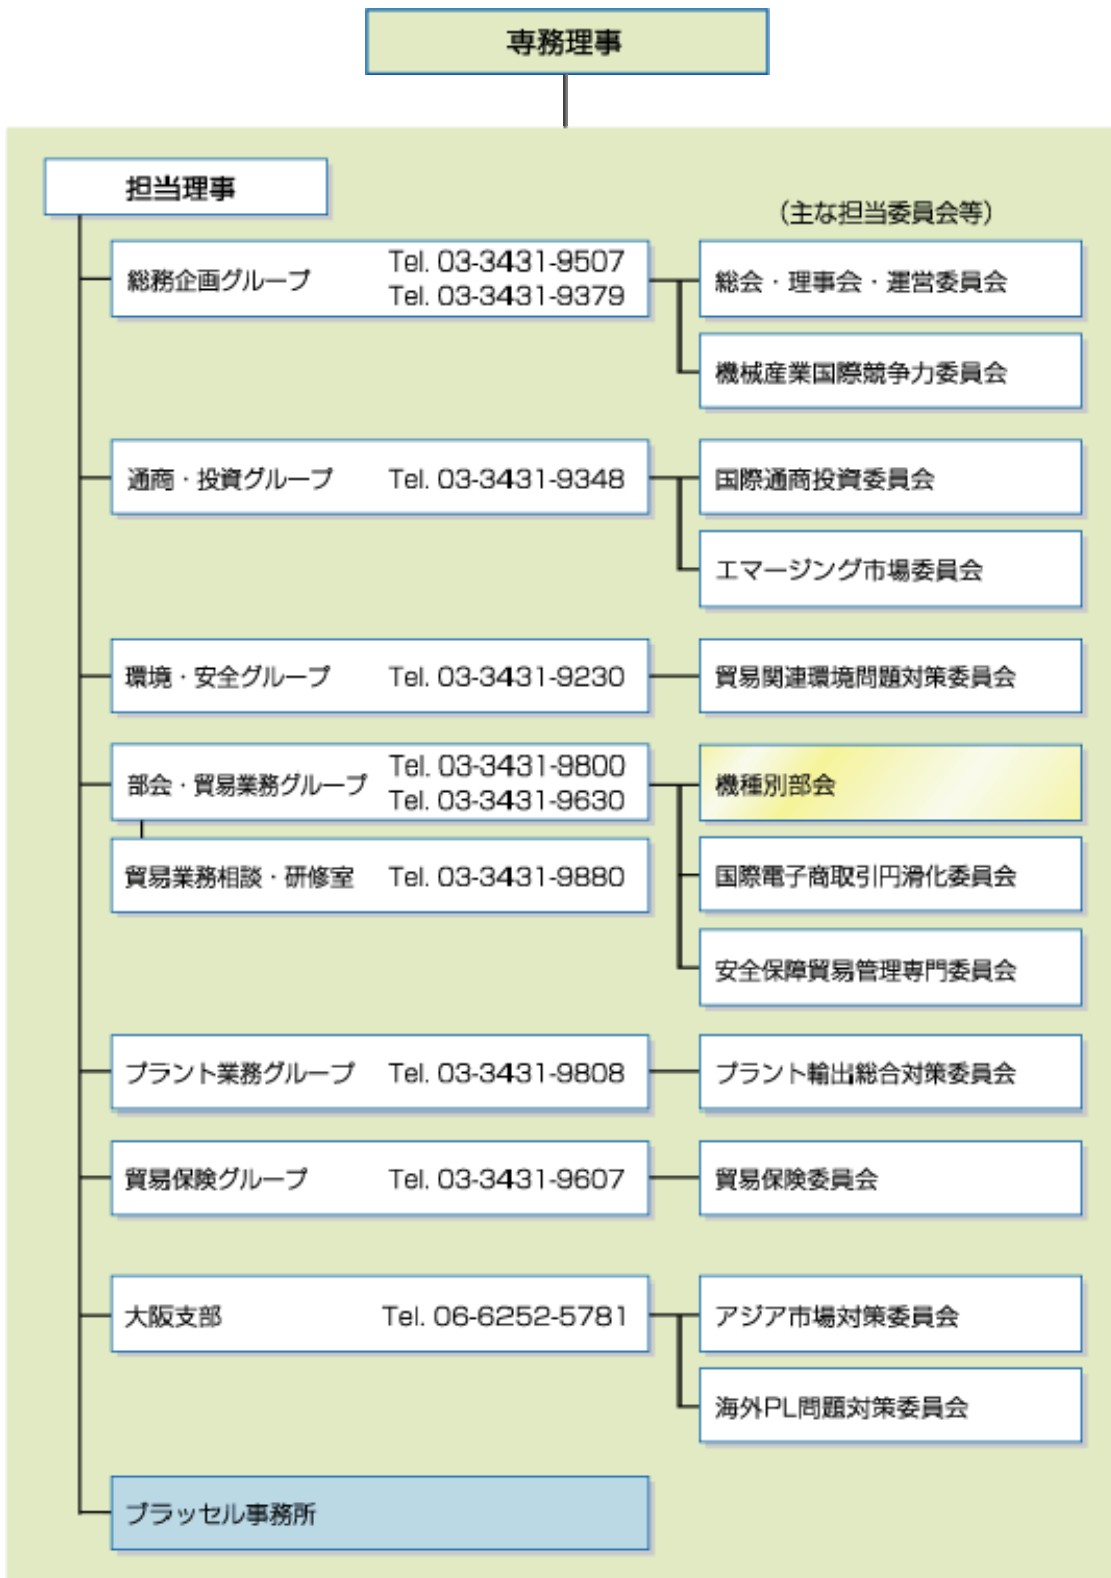 専務理事
担当理事
(主な担当委員会等)
総務企画グループ
Tel. 03-3431-9507
Tel. 03-3431-9379
総会・理事会・運営委員会
機械産業国際競争力委員会
通商・投資グループ Tel. 03-3431-9348
国際通商投資委員会
エマージング市場委員会
環境・安全グループ Tel. 03-3431-9230
貿易関連環境問題対策委員会
部会・貿易業務グループ
Tel. 03-3431-9800
Tel. 03-3431-9630
機種別部会
貿易業務相談・研修室 Tel. 03-3431-9880
国際電子商取引円滑化委員会
安全保障貿易管理専門委員会
プラント業務グループ Tel. 03-3431-9808
プラント輸出総合対策委員会
貿易保険グループ Tel. 03-3431-9607
貿易保険委員会
大阪支部 Tel. 06-6252-5781
アジア市場対策委員会
海外PL問題対策委員会
ブラッセル事務所